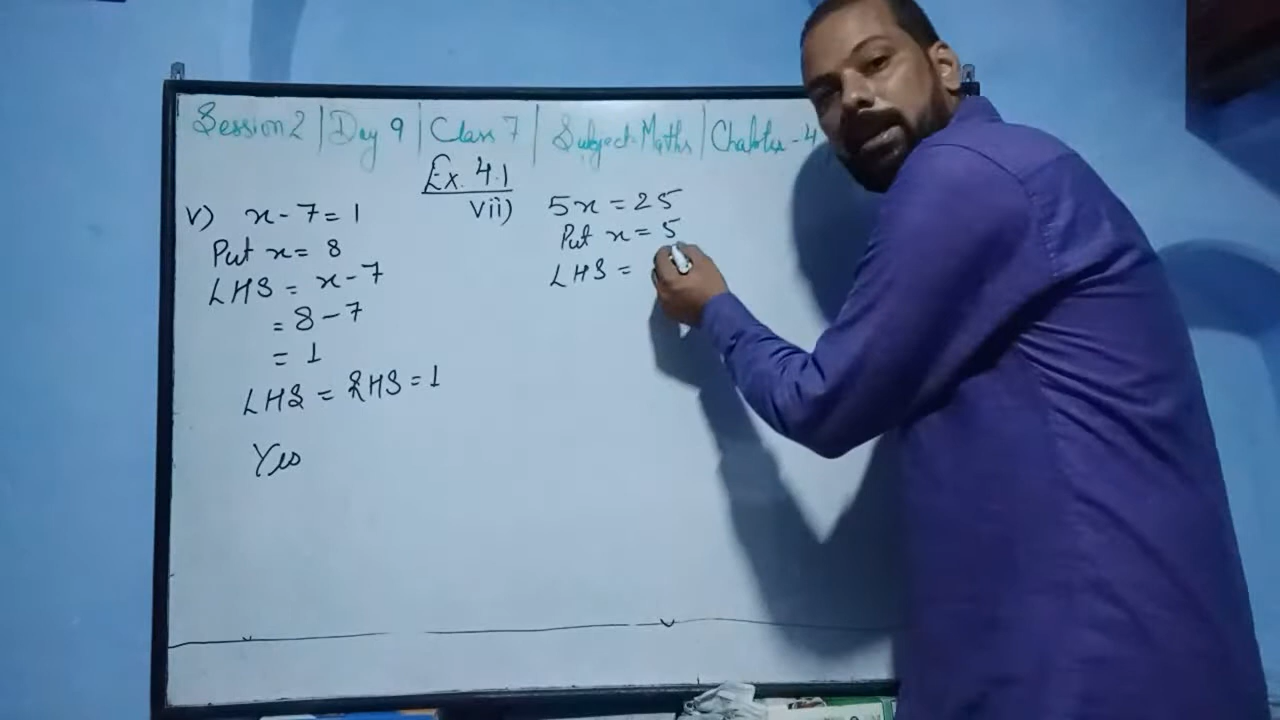 Session 2 | Day 9 | Class 7 | Subject-Maths | Chapter - 4
Ex. 4.1
v) x - 7 = 1
Put x = 8
LHS = x - 7
= 8 - 7
= 1
LHS = RHS = 1
Yes
vii) 5x = 25
Put x = 5
LHS =